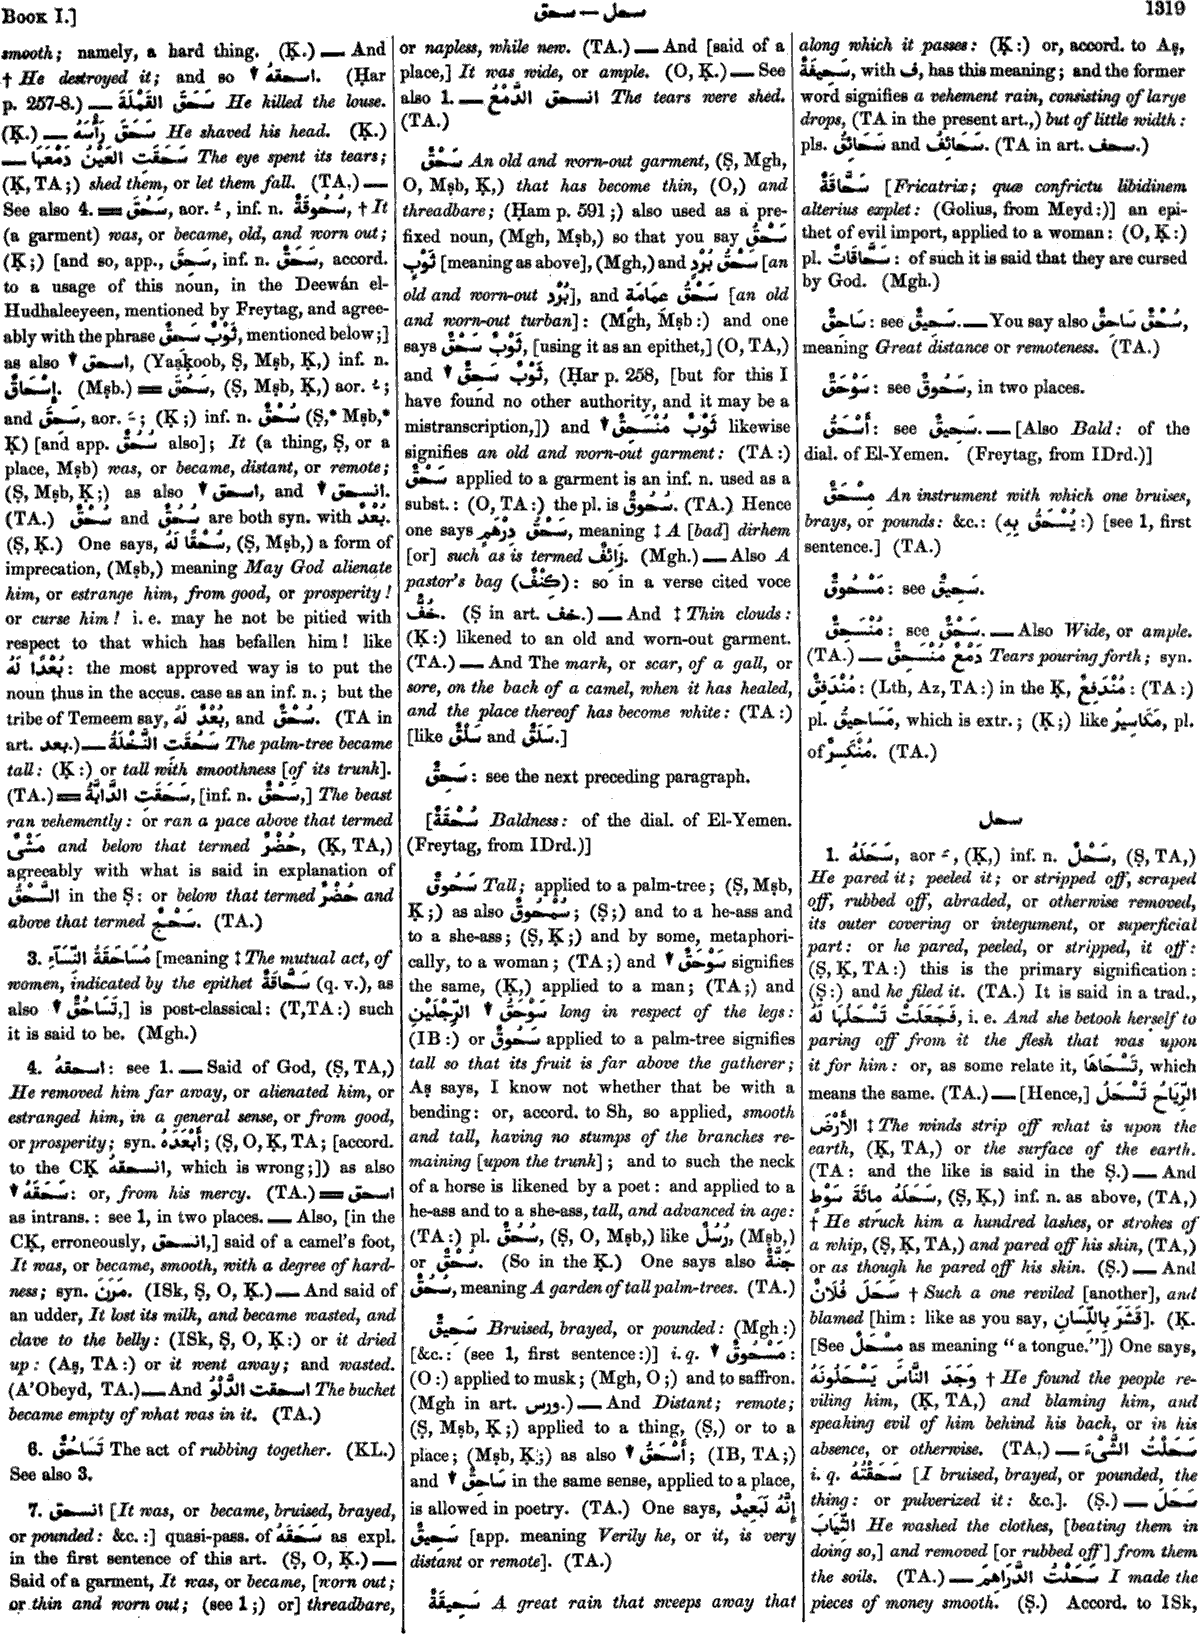 Book I.]
سحق — سحل
1319
smooth; namely, a hard thing. (Ḳ.) — And
† He destroyed it; and so ↓ اسحقهُ. (Ḥar
p. 257-8.) — سَحَقَ القَمْلَةَ He killed the louse.
(Ḳ.) — سَحَقَ رَأْسَهُ He shaved his head. (Ḳ.)
— سَحَقَتِ العَيْنُ دَمْعَهَا The eye spent its tears;
(Ḳ, TA;) shed them, or let them fall. (TA.) —
See also 4. ＝ سَحُقَ, aor. ـُ, inf. n. سُحُوقَةٌ, † It
(a garment) was, or became, old, and worn out;
(Ḳ;) [and so, app., سَحَقَ, inf. n. سَحْقٌ, accord.
to a usage of this noun, in the Deewán el-
Hudhaleeyeen, mentioned by Freytag, and agree-
ably with the phrase ثَوْبٌ سَحْقٌ, mentioned below;]
as also ↓ اسحق, (Yaạḳoob, Ṣ, Mṣb, Ḳ,) inf. n.
إِسْحَاقٌ. (Mṣb.) ＝ سَحُقَ, (Ṣ, Mṣb, Ḳ,) aor. ـُ;
and سَحِقَ, aor. ـَ; (Ḳ;) inf. n. سُحْقٌ (Ṣ,* Mṣb,*
Ḳ) [and app. سُحُقٌ also]; It (a thing, Ṣ, or a
place, Mṣb) was, or became, distant, or remote;
(Ṣ, Mṣb, Ḳ;) as also ↓ اسحق, and ↓ انسحق.
(TA.) سُحْقٌ and سُحُقٌ are both syn. with بُعْدٌ.
(Ṣ, Ḳ.) One says, سُحْقًا لَهُ, (Ṣ, Mṣb,) a form of
imprecation, (Mṣb,) meaning May God alienate
him, or estrange him, from good, or prosperity!
or curse him! i. e. may he not be pitied with
respect to that which has befallen him! like
بُعْدًا لَهُ: the most approved way is to put the
noun thus in the accus. case as an inf. n.; but the
tribe of Temeem say, بُعْدٌ لَهُ, and سُحْقٌ. (TA in
art. بعد.) — سَحُقَتِ النَّخْلَةُ The palm-tree became
tall: (Ḳ:) or tall with smoothness [of its trunk].
(TA.) ＝ سَحَقَتِ الدَّابَّةُ, [inf. n. سَحْقٌ,] The beast
ran vehemently: or ran a pace above that termed
مَشْىٌ and below that termed حُضْرٌ, (Ḳ, TA,)
agreeably with what is said in explanation of
السَّحْقُ in the Ṣ: or below that termed حُضْرٌ and
above that termed سَحْجٌ. (TA.)
3. مُسَاحَقَةُ النِّسَآءِ [meaning ‡ The mutual act, of
women, indicated by the epithet سَحَّاقَةٌ (q. v.), as
also ↓ تَسَاحُقٌ,] is post-classical: (T,TA:) such
it is said to be. (Mgh.)
4. اسحقهُ: see 1. — Said of God, (Ṣ, TA,)
He removed him far away, or alienated him, or
estranged him, in a general sense, or from good,
or prosperity; syn. أَبْعَدَهُ; (Ṣ, O, Ḳ, TA; [accord.
to the CḲ انسحقهُ, which is wrong;]) as also
↓ سَحَقَهُ: or, from his mercy. (TA.) ＝ اسحق
as intrans.: see 1, in two places. — Also, [in the
CḲ, erroneously, انسحق,] said of a camel's foot,
It was, or became, smooth, with a degree of hard-
ness; syn. مَرَنَ. (ISk, Ṣ, O, Ḳ.) — And said of
an udder, It lost its milk, and became wasted, and
clave to the belly: (ISk, Ṣ, O, Ḳ:) or it dried
up: (Aṣ, TA:) or it went away; and wasted.
(A'Obeyd, TA.) — And اسحقت الدَّلْوُ The bucket
became empty of what was in it. (TA.)
6. تَسَاحُقٌ The act of rubbing together. (KL.)
See also 3.
7. انسحق [It was, or became, bruised, brayed,
or pounded: &c.:] quasi-pass. of سَحَقَهُ as expl.
in the first sentence of this art. (Ṣ, O, Ḳ.) —
Said of a garment, It was, or became, [worn out;
or thin and worn out; (see 1;) or] threadbare,
or napless, while new. (TA.) — And [said of a
place,] It was wide, or ample. (O, Ḳ.) — See
also 1. — انسحق الدَّمْعُ The tears were shed.
(TA.)
سَحْقٌ An old and worn-out garment, (Ṣ, Mgh,
O, Mṣb, Ḳ,) that has become thin, (O,) and
threadbare; (Ḥam p. 591;) also used as a pre-
fixed noun, (Mgh, Mṣb,) so that you say سَحْقُ
ثَوْبٍ [meaning as above], (Mgh,) and سَحْقُ بُرْدٍ [an
old and worn-out بُرْد], and سَحْقُ عِمَامَةٍ [an old
and worn-out turban]: (Mgh, Mṣb:) and one
says ثَوْبٌ سَحْقٌ, [using it as an epithet,] (O, TA,)
and ↓ ثَوْبٌ سَحِقٌ, (Ḥar p. 258, [but for this I
have found no other authority, and it may be a
mistranscription,]) and ↓ ثَوْبٌ مُنْسَحِقٌ likewise
signifies an old and worn-out garment: (TA:)
سَحْقٌ applied to a garment is an inf. n. used as a
subst.: (O, TA:) the pl. is سُحُوقٌ. (TA.) Hence
one says سَحْقُ دِرْهَمٍ, meaning ‡ A [bad] dirhem
[or] such as is termed زَائِفٌ. (Mgh.) — Also A
pastor's bag (كِنْفٌ): so in a verse cited voce
خُفٌّ. (Ṣ in art. خف.) — And ‡ Thin clouds:
(Ḳ:) likened to an old and worn-out garment.
(TA.) — And The mark, or scar, of a gall, or
sore, on the back of a camel, when it has healed,
and the place thereof has become white: (TA:)
[like سَلْقٌ and سَلَقٌ.]
سَحِقٌ: see the next preceding paragraph.
[سُحْقَةٌ Baldness: of the dial. of El-Yemen.
(Freytag, from IDrd.)]
سَحُوقٌ Tall; applied to a palm-tree; (Ṣ, Mṣb,
Ḳ;) as also سُمْحُوقٌ; (Ṣ;) and to a he-ass and
to a she-ass; (Ṣ, Ḳ;) and by some, metaphori-
cally, to a woman; (TA;) and ↓ سَوْحَقٌ signifies
the same, (Ḳ,) applied to a man; (TA;) and
↓ سَوْحَقُ الرِّجْلَيْنِ long in respect of the legs:
(IB:) or سَحُوقٌ applied to a palm-tree signifies
tall so that its fruit is far above the gatherer;
Aṣ says, I know not whether that be with a
bending: or, accord. to Sh, so applied, smooth
and tall, having no stumps of the branches re-
maining [upon the trunk]; and to such the neck
of a horse is likened by a poet: and applied to a
he-ass and to a she-ass, tall, and advanced in age:
(TA:) pl. سُحُقٌ, (Ṣ, O, Mṣb,) like رُسُلٌ, (Mṣb,)
or سُحْقٌ. (So in the Ḳ.) One says also جَنَّةٌ
سُحُقٌ, meaning A garden of tall palm-trees. (TA.)
سَحِيقٌ Bruised, brayed, or pounded: (Mgh:)
[&c.: (see 1, first sentence:)] i. q. ↓ مَسْحُوقٌ:
(O:) applied to musk; (Mgh, O;) and to saffron.
(Mgh in art. ورس.) — And Distant; remote;
(Ṣ, Mṣb, Ḳ;) applied to a thing, (Ṣ,) or to a
place; (Mṣb, Ḳ;) as also ↓ أَسْحَقُ; (IB, TA;)
and ↓ سَاحِقٌ in the same sense, applied to a place,
is allowed in poetry. (TA.) One says, إِنَّهُ لَبَعِيدٌ
سَحِيقٌ [app. meaning Verily he, or it, is very
distant or remote]. (TA.)
سَحِيقَةٌ A great rain that sweeps away that
along which it passes: (Ḳ:) or, accord. to Aṣ,
سَحِيفَةٌ, with ف, has this meaning; and the former
word signifies a vehement rain, consisting of large
drops, (TA in the present art.,) but of little width:
pls. سَحَائِقُ and سَحَائِفُ. (TA in art. سحف.)
سَحَّاقَةٌ [Fricatrix; quæ confrictu libidinem
alterius explet: (Golius, from Meyd:)] an epi-
thet of evil import, applied to a woman: (O, Ḳ:)
pl. سَحَّاقَاتٌ: of such it is said that they are cursed
by God. (Mgh.)
سَاحِقٌ: see سَحِيقٌ. — You say also سُحْقٌ سَاحِقٌ,
meaning Great distance or remoteness. (TA.)
سَوْحَقٌ: see سَحُوقٌ, in two places.
أَسْحَقُ: see سَحِيقٌ. — [Also Bald: of the
dial. of El-Yemen. (Freytag, from IDrd.)]
مِسْحَقٌ An instrument with which one bruises,
brays, or pounds: &c.: (يُسْحَقُ بِهِ:) [see 1, first
sentence.] (TA.)
مَسْحُوقٌ: see سَحِيقٌ.
مُنْسَحِقٌ: see سَحْقٌ. — Also Wide, or ample.
(TA.) — دَمْعٌ مُنْسَحِقٌ Tears pouring forth; syn.
مُنْدَفِقٌ: (Lth, Az, TA:) in the Ḳ, مُنْدَفِعٌ: (TA:)
pl. مَسَاحِيقُ, which is extr.; (Ḳ;) like مَكَاسِيرُ, pl.
of مُنْكَسِرٌ. (TA.)
سحل
1. سَحَلَهُ, aor ـَ, (Ḳ,) inf. n. سَحْلٌ, (Ṣ, TA,)
He pared it; peeled it; or stripped off, scraped
off, rubbed off, abraded, or otherwise removed,
its outer covering or integument, or superficial
part: or he pared, peeled, or stripped, it off:
(Ṣ, Ḳ, TA:) this is the primary signification:
(Ṣ:) and he filed it. (TA.) It is said in a trad.,
فَجَعَلَتْ تَسْحَلُهَا لَهُ, i. e. And she betook herself to
paring off from it the flesh that was upon
it for him: or, as some relate it, تَسْحَاهَا, which
means the same. (TA.) — [Hence,] الرِّيَاحُ تَسْحَلُ
الأَرْضَ ‡ The winds strip off what is upon the
earth, (Ḳ, TA,) or the surface of the earth.
(TA: and the like is said in the Ṣ.) — And
سَحَلَهُ مِائَةَ سَوْطٍ, (Ṣ, Ḳ,) inf. n. as above, (TA,)
† He struck him a hundred lashes, or strokes of
a whip, (Ṣ, Ḳ, TA,) and pared off his skin, (TA,)
or as though he pared off his skin. (Ṣ.) — And
سَحَلَ فُلَانٌ † Such a one reviled [another], and
blamed [him: like as you say, قَشَرَ بِاللِّسَانِ]. (Ḳ.
[See مِسْحَلٌ as meaning "a tongue."]) One says,
وَجَدَ النَّاسَ يَسْحَلُونَهُ † He found the people re-
viling him, (Ḳ, TA,) and blaming him, and
speaking evil of him behind his back, or in his
absence, or otherwise. (TA,) — سَحَلْتُ الشَّىْءَ
i. q. سَحَقْتُهُ [I bruised, brayed, or pounded, the
thing: or pulverized it: &c.]. (Ṣ.) — سَحَلَ
الثِّيَابَ He washed the clothes, [beating them in
doing so,] and removed [or rubbed off] from them
the soils. (TA.) — سَحَلْتُ الدَّرَاهِمَ I made the
pieces of money smooth. (Ṣ.) Accord. to ISk,